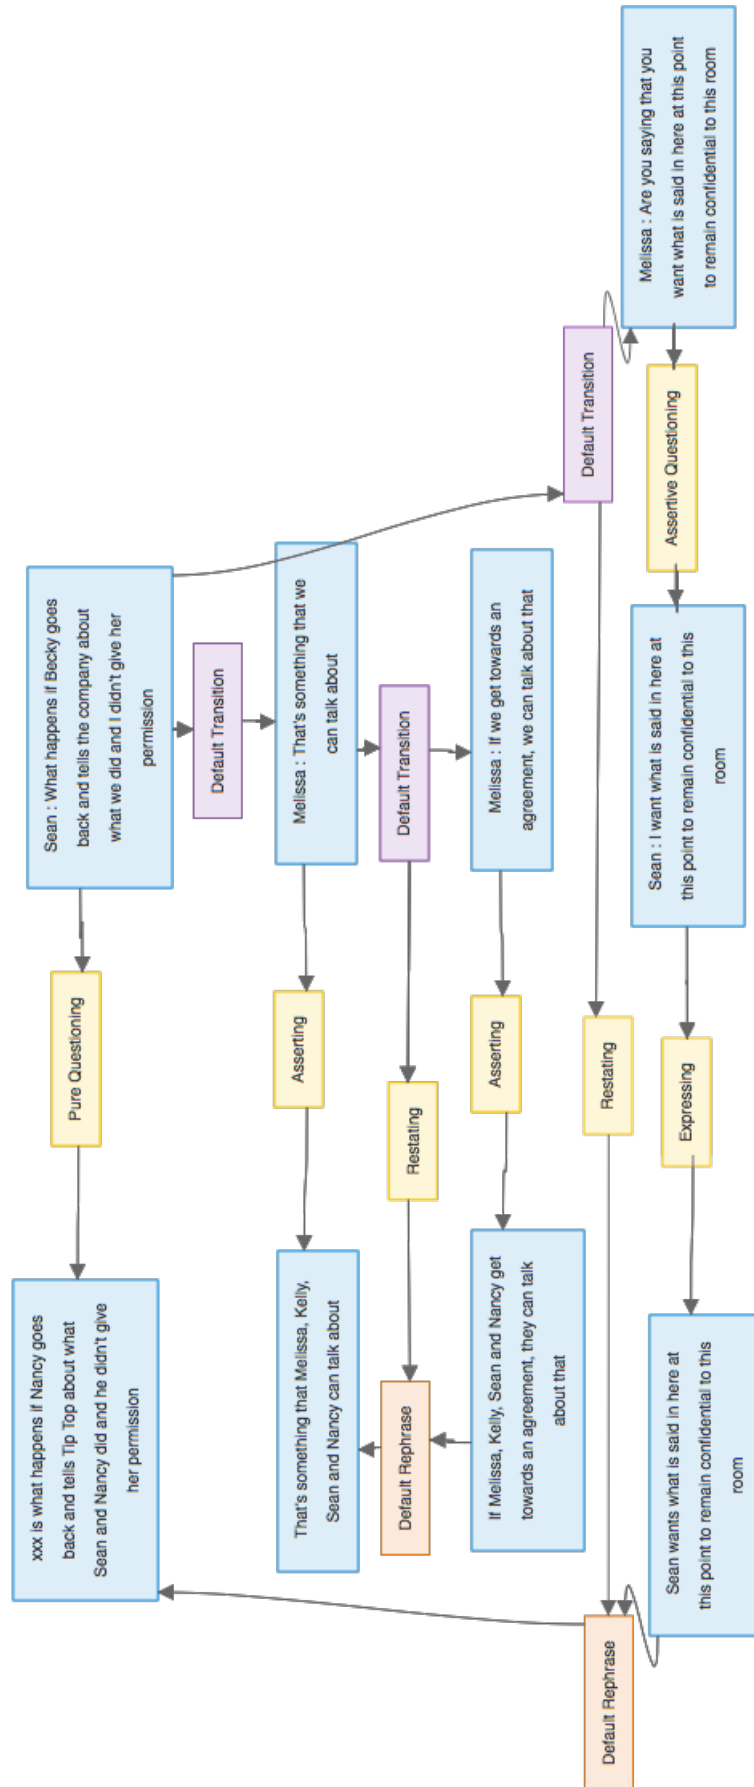 xxx is what happens if Nancy goes
back and tells Tip Top about what
Sean and Nancy did and he didn't give
her permission
Pure Questioning
Sean : What happens if Becky goes
back and tells the company about
what we did and I didn't give her
permission
Default Transition
That's something that Melissa, Kelly,
Sean and Nancy can talk about
Asserting
Melissa : That's something that we
can talk about
Default Rephrase
Restating
Default Transition
If Melissa, Kelly, Sean and Nancy get
towards an agreement, they can talk
about that
Asserting
Melissa : If we get towards an
agreement, we can talk about that
Default Rephrase
Restating
Default Transition
Sean wants what is said in here at
this point to remain confidential to this
room
Expressing
Sean : I want what is said in here at
this point to remain confidential to this
room
Assertive Questioning
Melissa : Are you saying that you
want what is said in here at this point
to remain confidential to this room